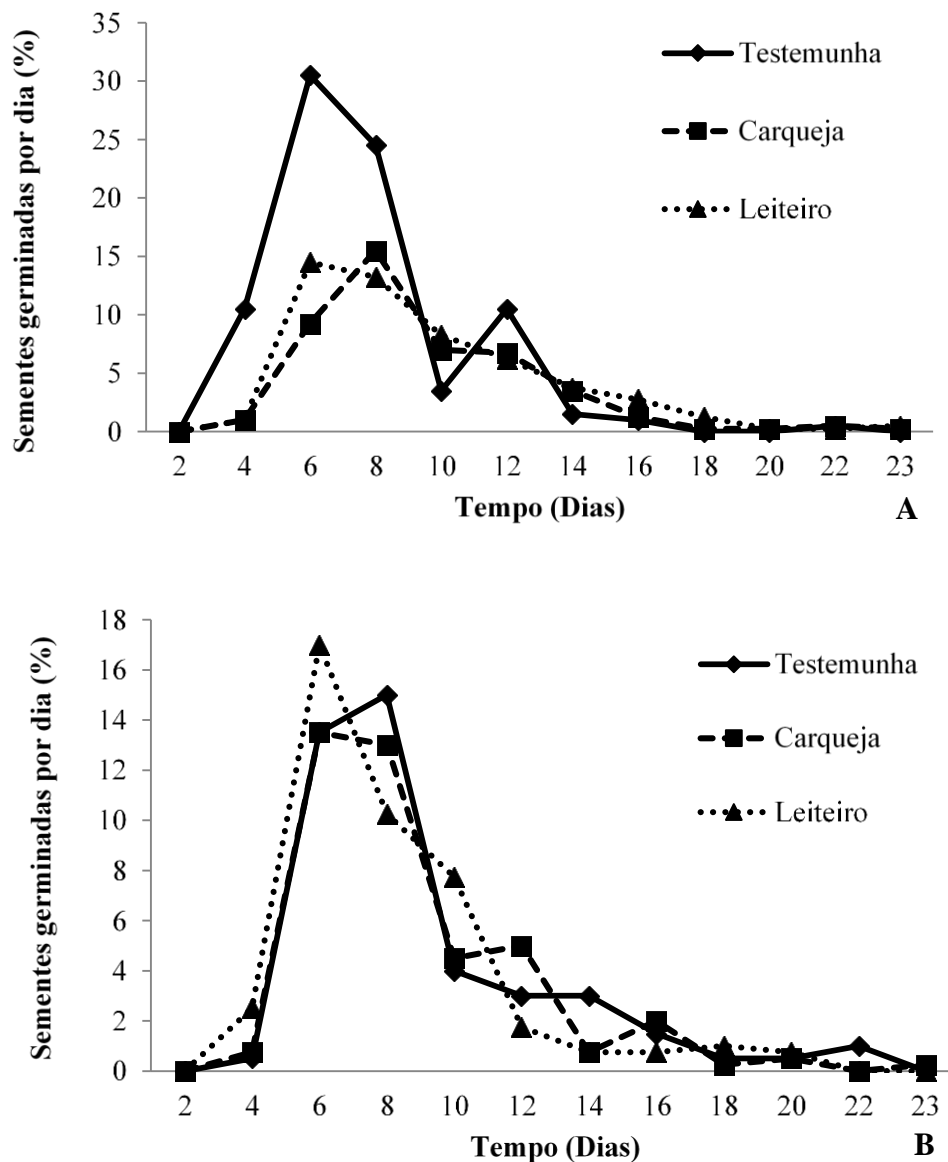 Sementes germinadas por dia (%)
35
30
25
20
15
10
5
0
Testemunha
Carqueja
Leiteiro
2 4 6 8 10 12 14 16 18 20 22 23
Tempo (Dias)
A
Sementes germinadas por dia (%)
18
16
14
12
10
8
6
4
2
0
Testemunha
Carqueja
Leiteiro
2 4 6 8 10 12 14 16 18 20 22 23
Tempo (Dias)
B